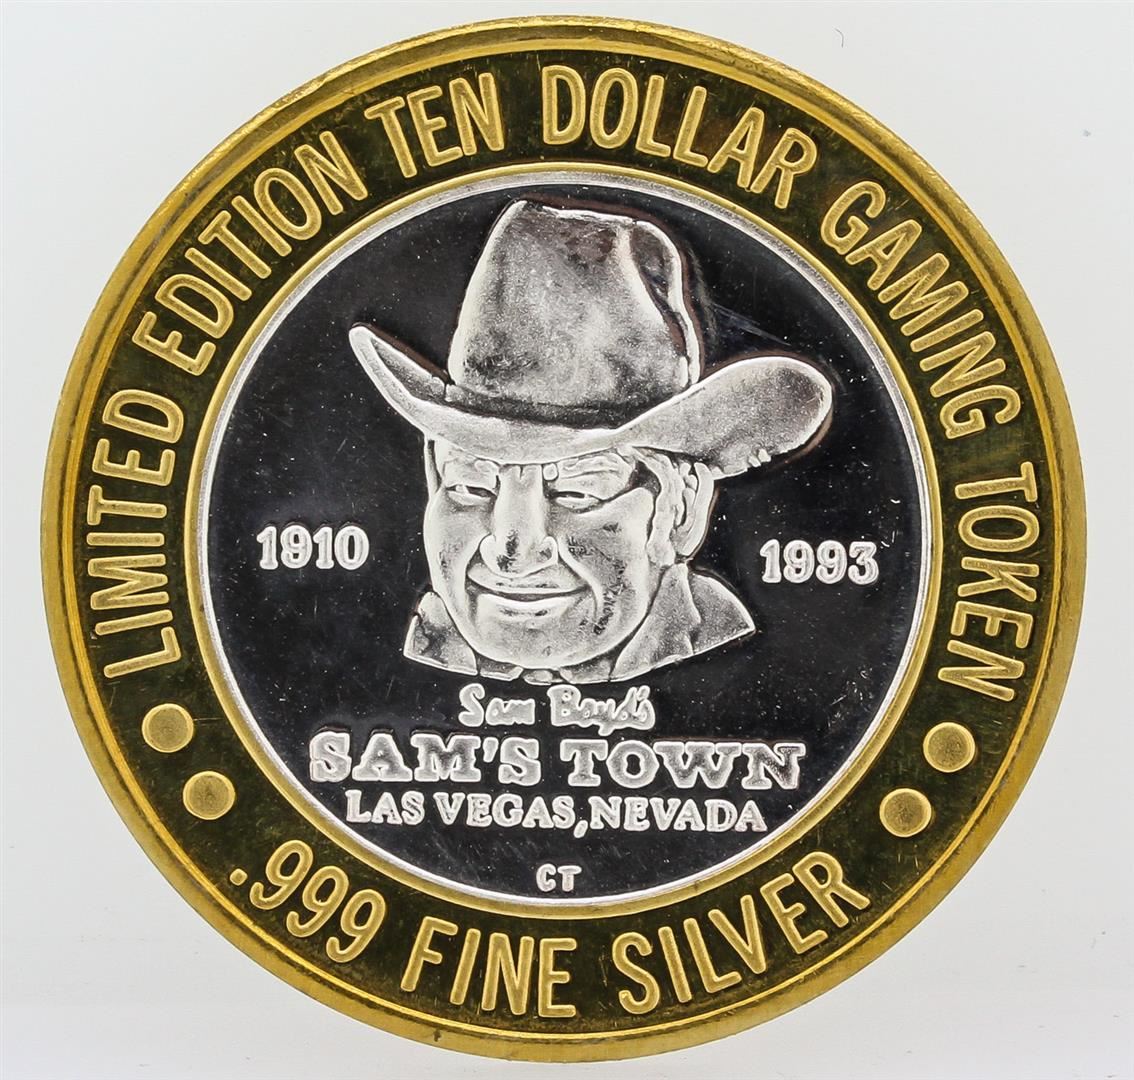 LIMITED EDITION TEN DOLLAR GAMING TOKEN
1910
1993
Sam Boyd's
SAM'S TOWN
LAS VEGAS, NEVADA
CT
.999 FINE SILVER